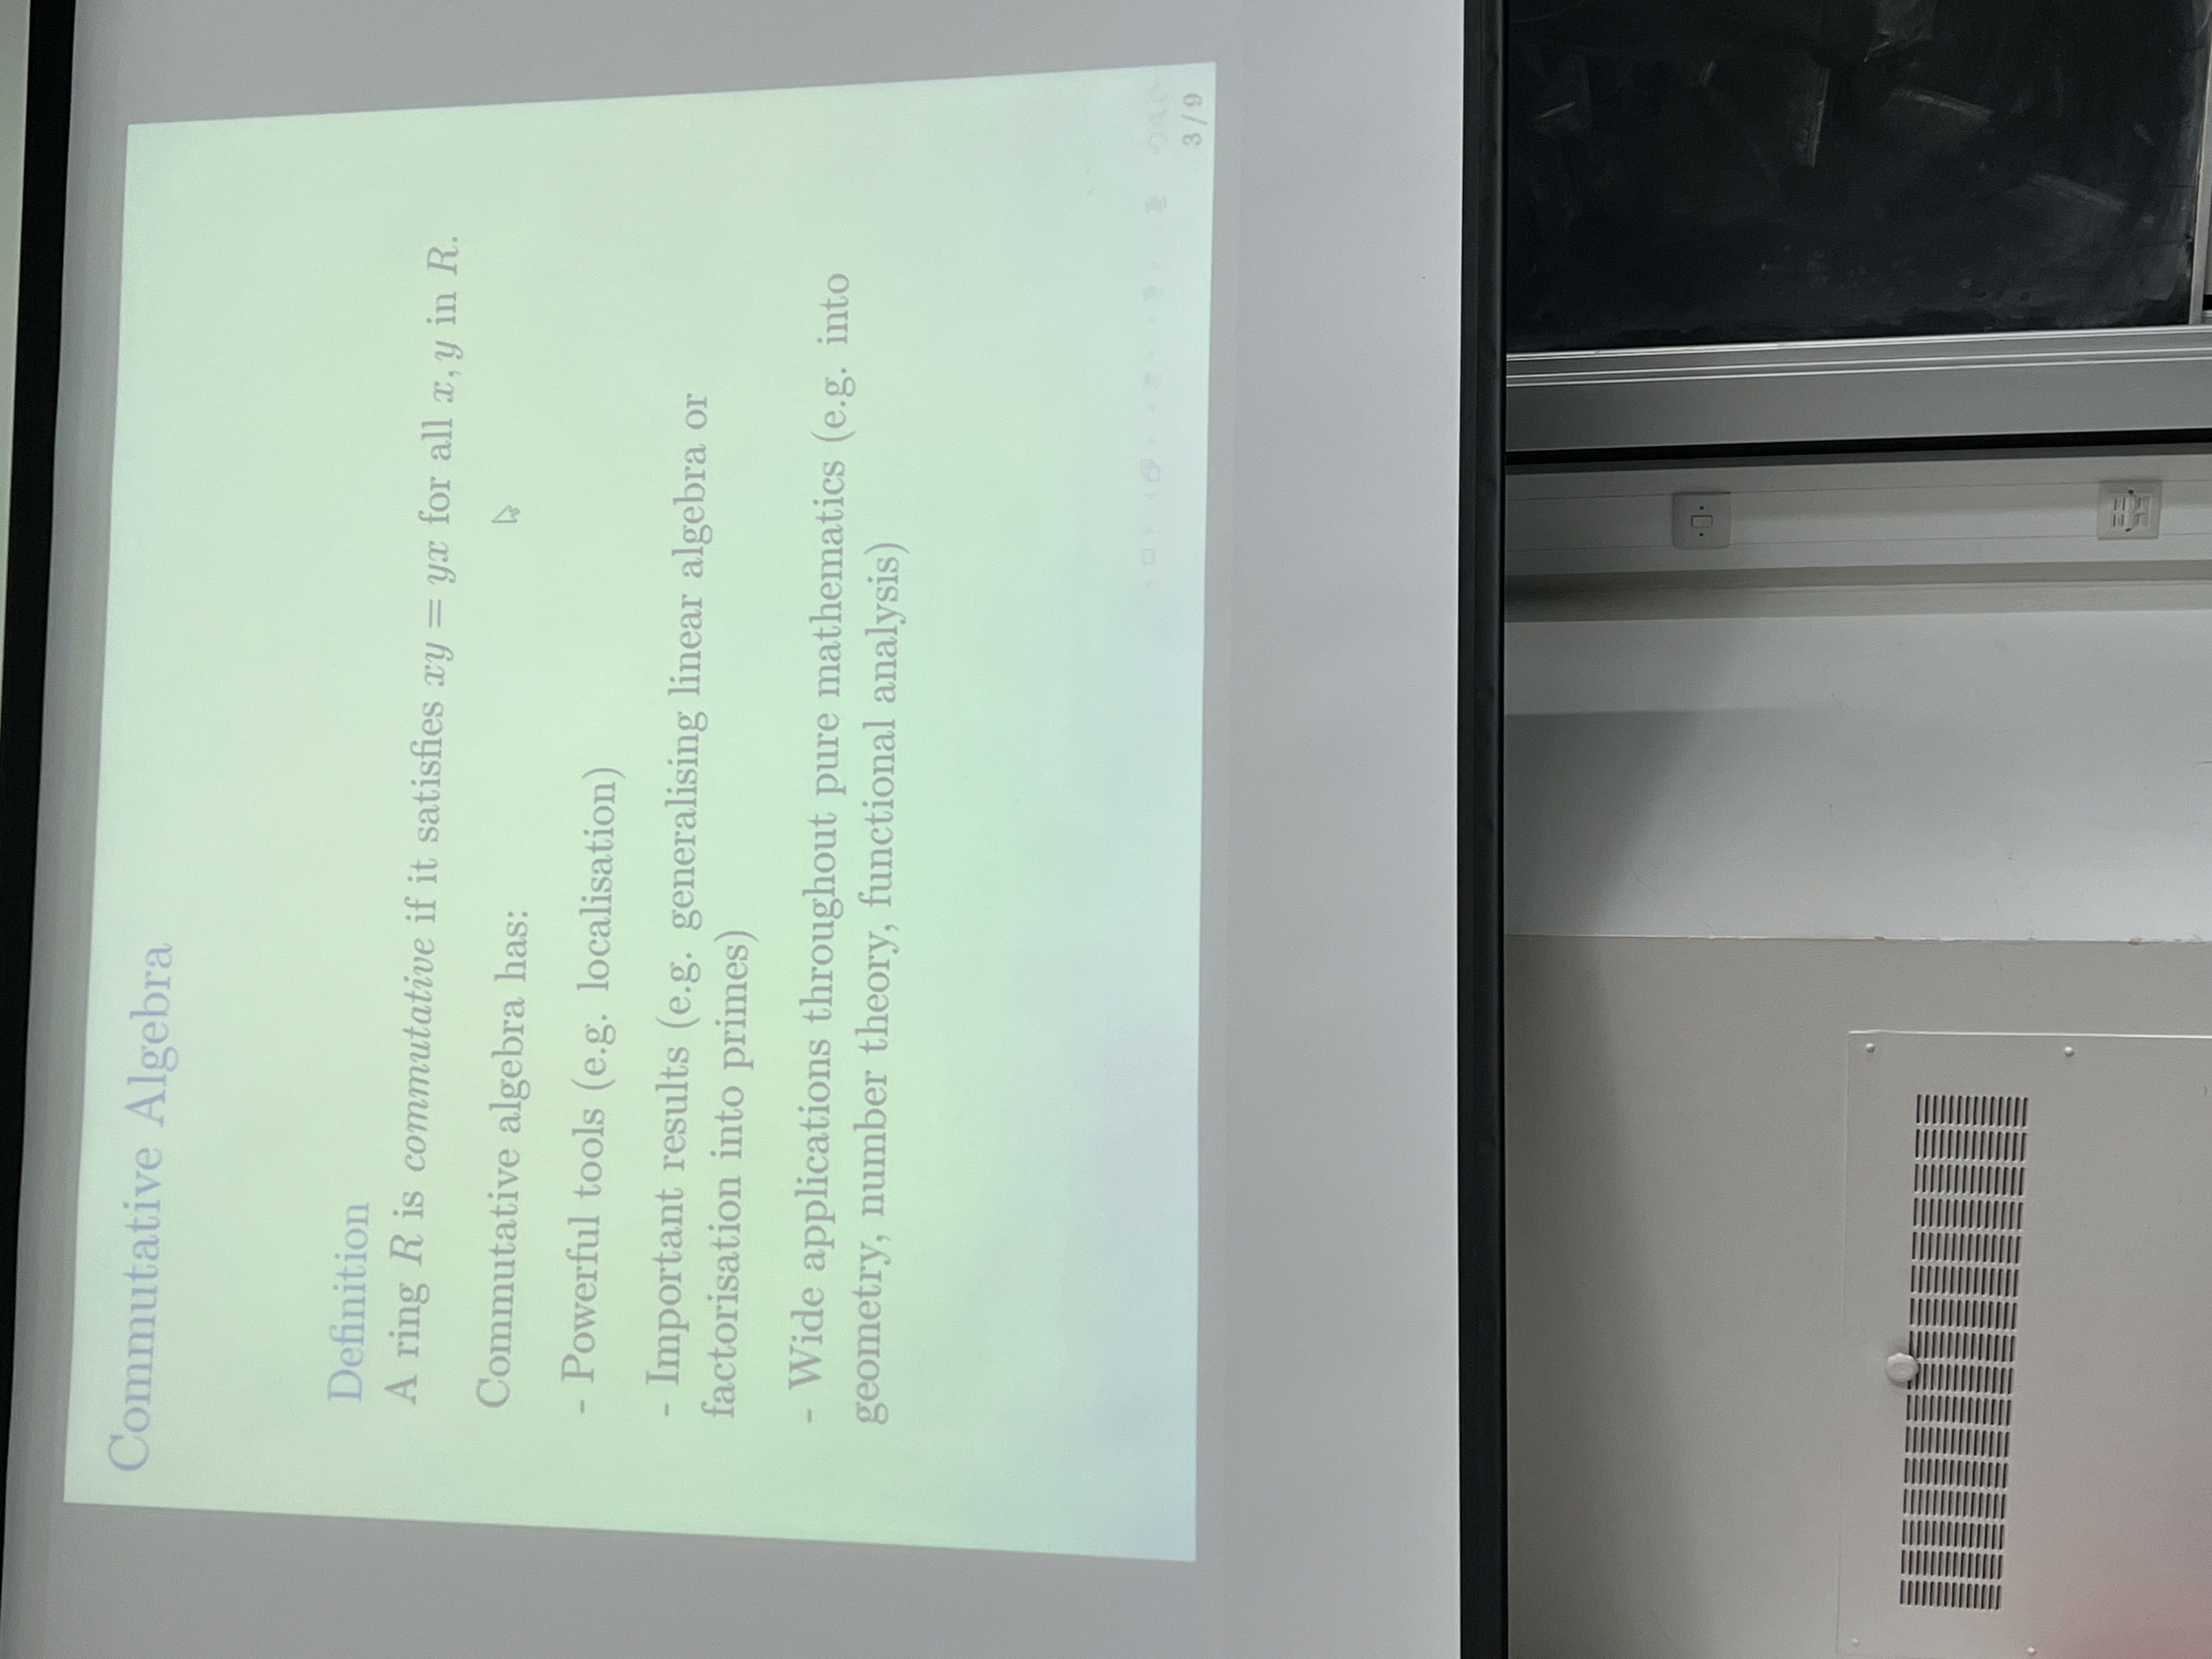 Commutative Algebra
Definition
A ring R is commutative if it satisfies xy = yx for all x, y in R.
Commutative algebra has:
- Powerful tools (e.g. localisation)
- Important results (e.g. generalising linear algebra or
factorisation into primes)
- Wide applications throughout pure mathematics (e.g. into
geometry, number theory, functional analysis)
3 / 9